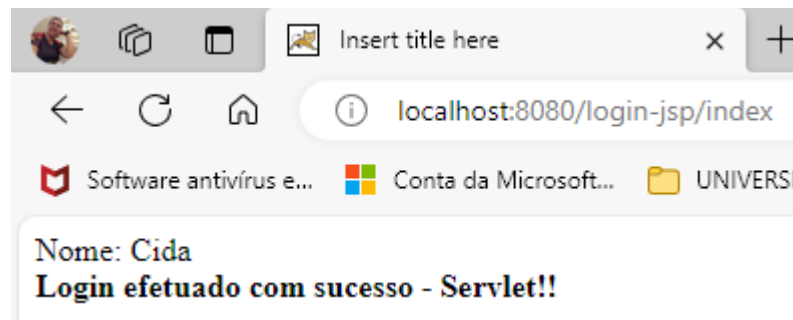 Insert title here
localhost:8080/login-jsp/index
Software antivírus e... Conta da Microsoft... UNIVERSI
Nome: Cida
Login efetuado com sucesso - Servlet!!